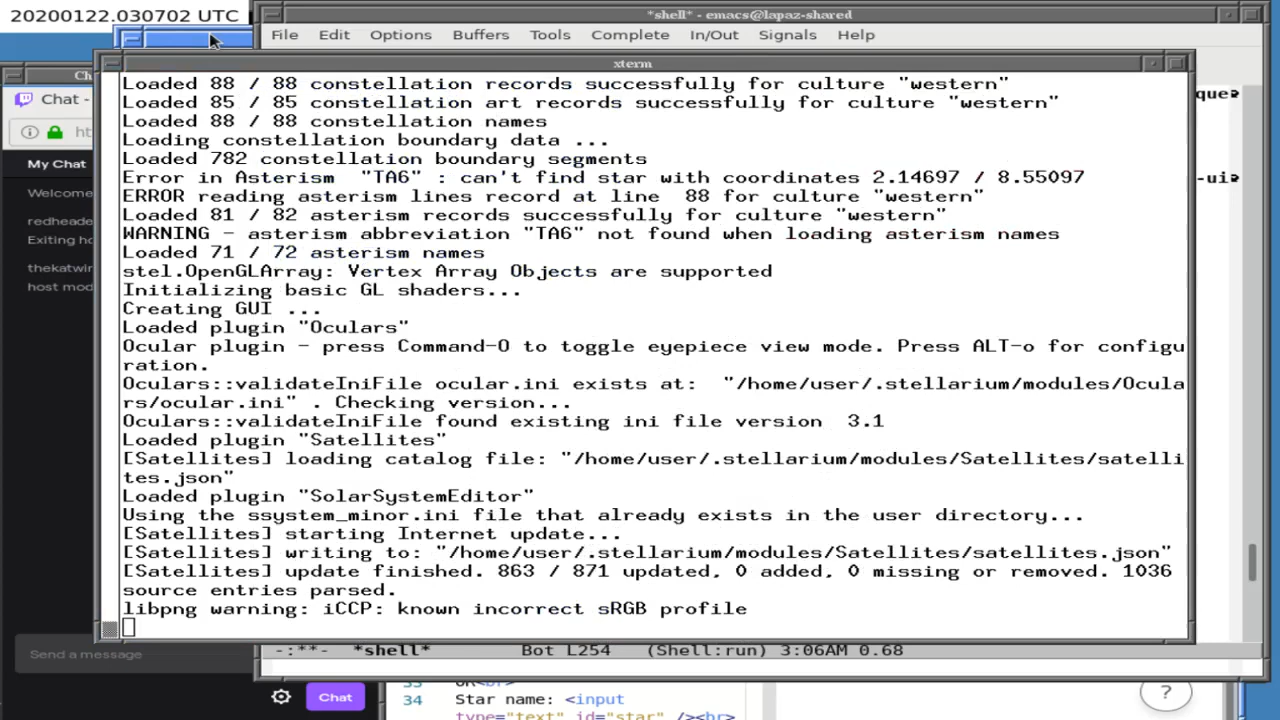 20200122.030702 UTC
*shell* - emacs@lapaz-shared
File Edit Options Buffers Tools Complete In/Out Signals Help
xterm
Loaded 88 / 88 constellation records successfully for culture "western"
Loaded 85 / 85 constellation art records successfully for culture "western"
Loaded 88 / 88 constellation names
Loading constellation boundary data ...
Loaded 782 constellation boundary segments
Error in Asterism  "TA6" : can't find star with coordinates 2.14697 / 8.55097
ERROR reading asterism lines record at line  88 for culture "western"
Loaded 81 / 82 asterism records successfully for culture "western"
WARNING - asterism abbreviation "TA6" not found when loading asterism names
Loaded 71 / 72 asterism names
stel.OpenGLArray: Vertex Array Objects are supported
Initializing basic GL shaders...
Creating GUI ...
Loaded plugin "Oculars"
Ocular plugin - press Command-O to toggle eyepiece view mode. Press ALT-o for configu
ration.
Oculars::validateIniFile ocular.ini exists at:  "/home/user/.stellarium/modules/Ocula
rs/ocular.ini" . Checking version...
Oculars::validateIniFile found existing ini file version  3.1
Loaded plugin "Satellites"
[Satellites] loading catalog file: "/home/user/.stellarium/modules/Satellites/satelli
tes.json"
Loaded plugin "SolarSystemEditor"
Using the ssystem_minor.ini file that already exists in the user directory...
[Satellites] starting Internet update...
[Satellites] writing to: "/home/user/.stellarium/modules/Satellites/satellites.json"
[Satellites] update finished. 863 / 871 updated, 0 added, 0 missing or removed. 1036
source entries parsed.
libpng warning: iCCP: known incorrect sRGB profile
Ch
Chat -
ht
My Chat
Welcome
redheade
Exiting ho
thekatwin
host mod
Send a message
Chat
que
-ui
-:**-  *shell*        Bot L254   (Shell:run) 3:06AM 0.68
34 Star name: <input
type="text" id="star" /><br>
?